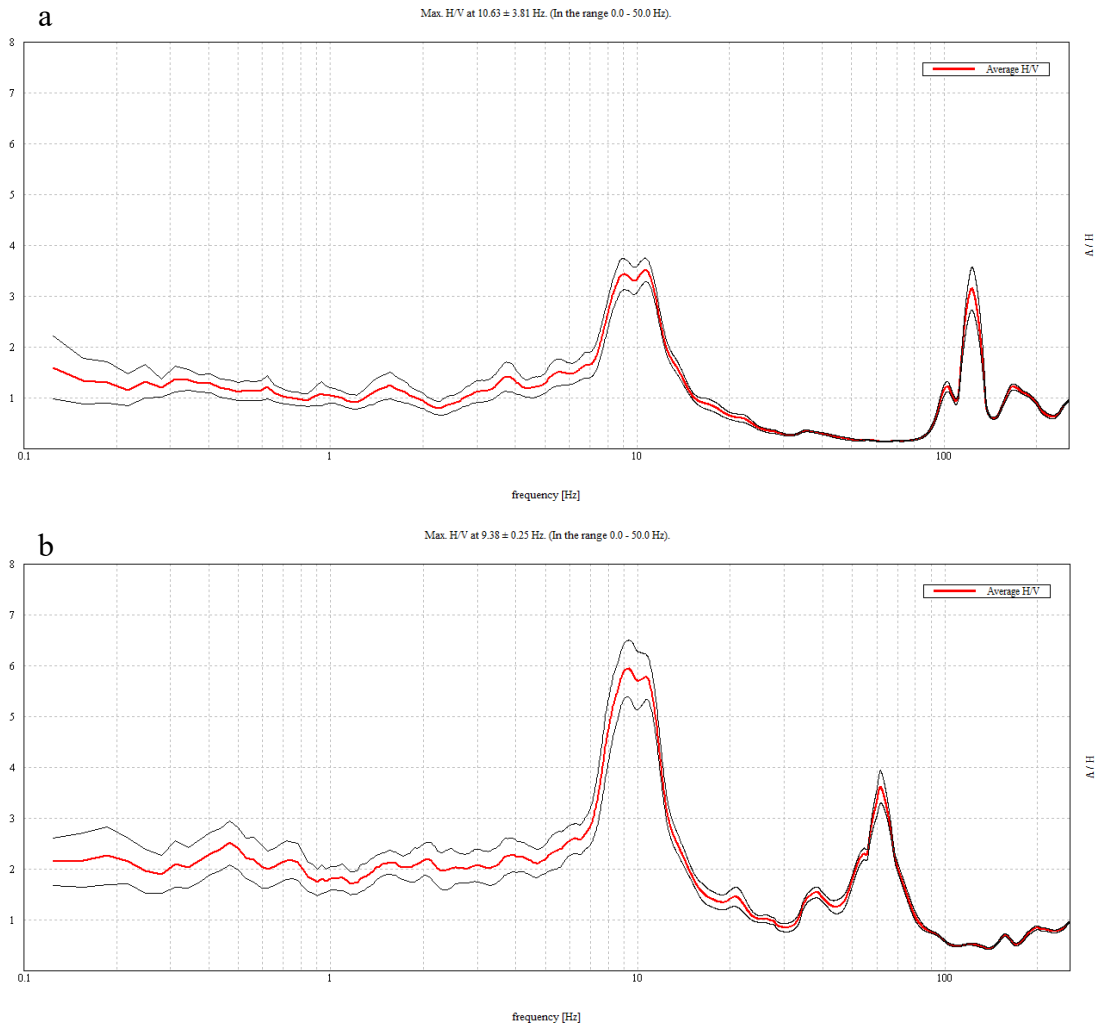 a
Max. H/V at 10.63 ± 3.81 Hz. (In the range 0.0 - 50.0 Hz).
8
Average H/V
7
6
5
4
H/V
3
2
1
0.1 1 10 100
frequency [Hz]
b
Max. H/V at 9.38 ± 0.25 Hz. (In the range 0.0 - 50.0 Hz).
8
Average H/V
7
6
5
4
H/V
3
2
1
0.1 1 10 100
frequency [Hz]